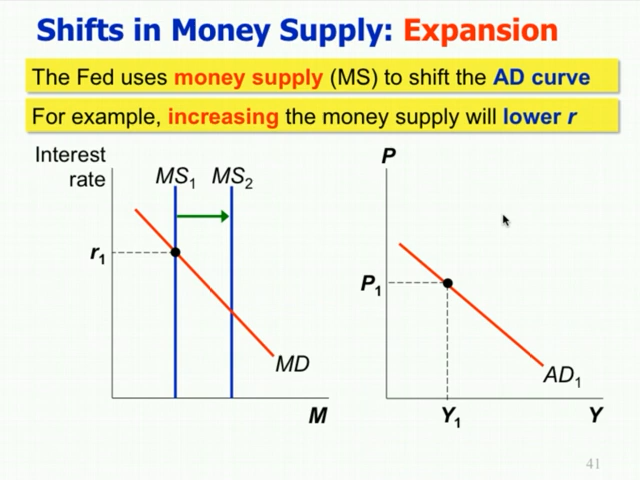 Shifts in Money Supply: Expansion
The Fed uses money supply (MS) to shift the AD curve
For example, increasing the money supply will lower r
Interest
rate
MS₁ MS₂
r₁
MD
M
P
P₁
AD₁
Y₁
Y
41